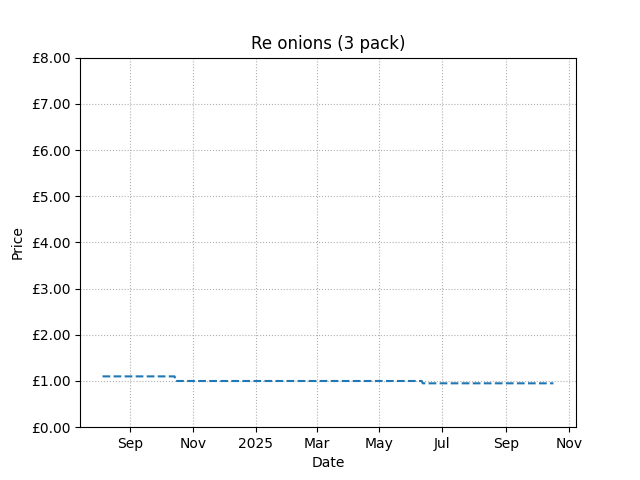 Re onions (3 pack)
£8.00
£7.00
£6.00
£5.00
£4.00
£3.00
£2.00
£1.00
£0.00
Price
Sep Nov 2025 Mar May Jul Sep Nov
Date